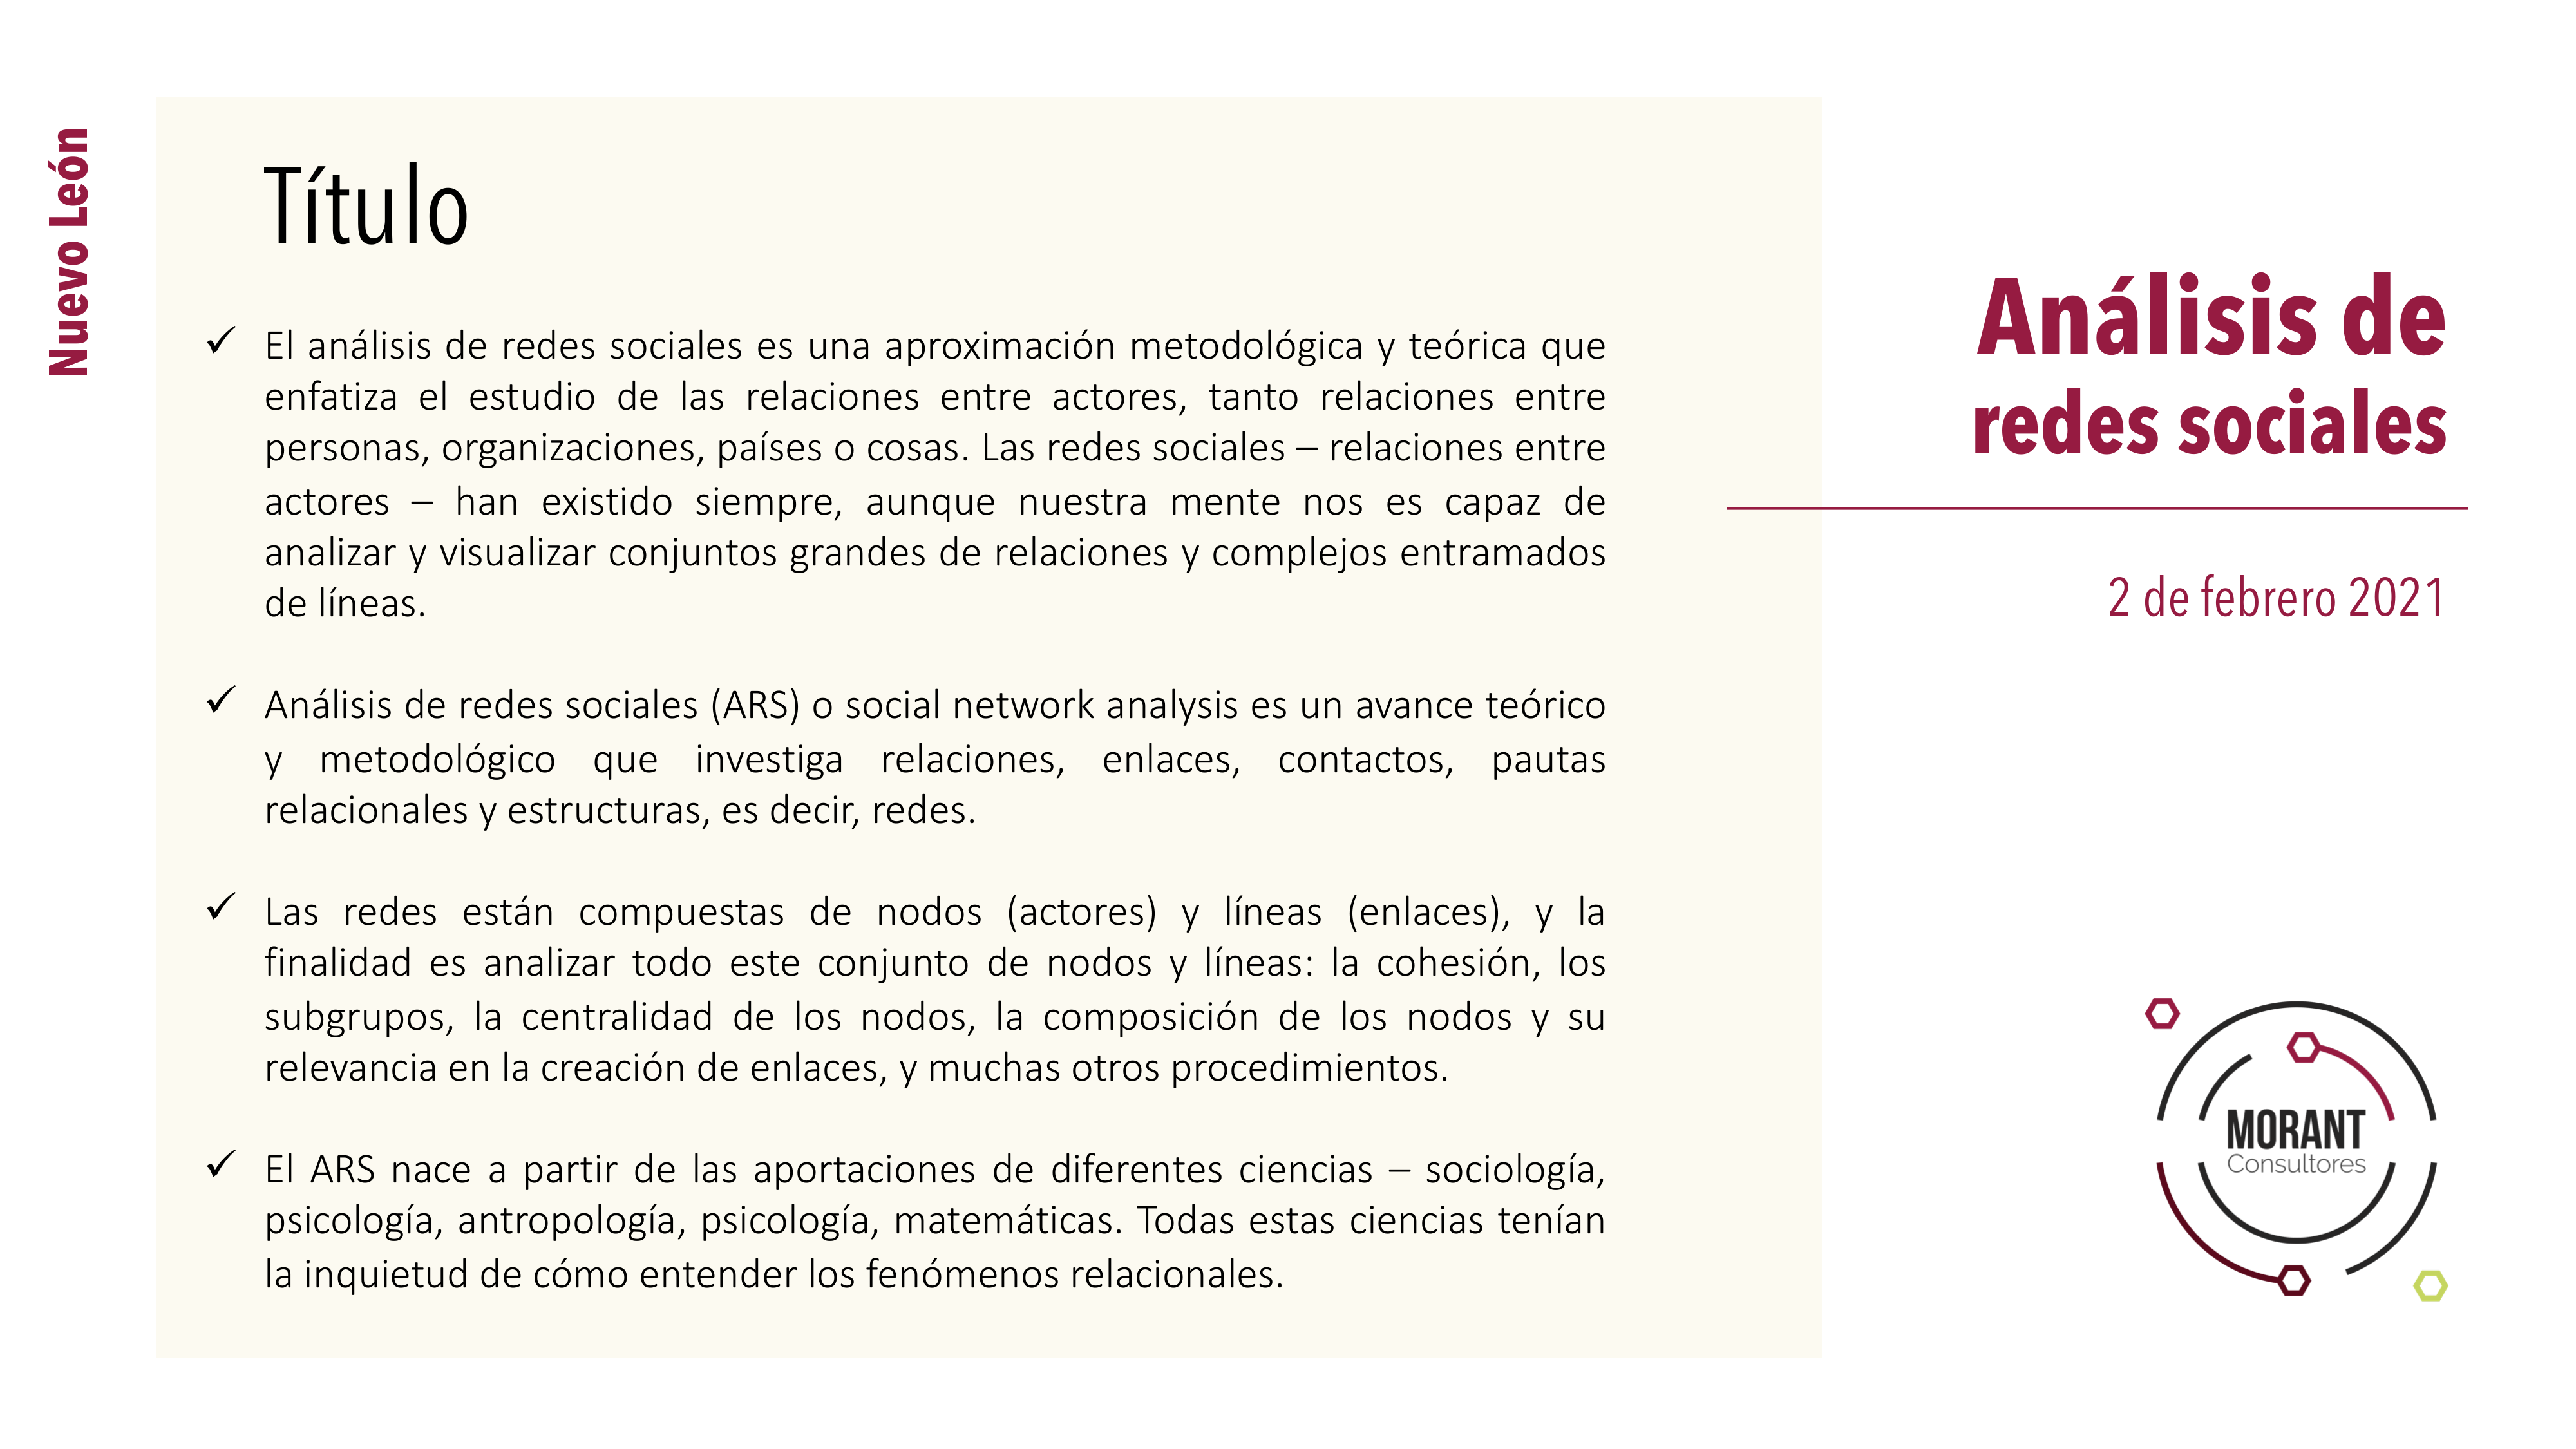 Nuevo León
Título
✓ El análisis de redes sociales es una aproximación metodológica y teórica que
enfatiza el estudio de las relaciones entre actores, tanto relaciones entre
personas, organizaciones, países o cosas. Las redes sociales – relaciones entre
actores – han existido siempre, aunque nuestra mente nos es capaz de
analizar y visualizar conjuntos grandes de relaciones y complejos entramados
de líneas.
✓ Análisis de redes sociales (ARS) o social network analysis es un avance teórico
y metodológico que investiga relaciones, enlaces, contactos, pautas
relacionales y estructuras, es decir, redes.
✓ Las redes están compuestas de nodos (actores) y líneas (enlaces), y la
finalidad es analizar todo este conjunto de nodos y líneas: la cohesión, los
subgrupos, la centralidad de los nodos, la composición de los nodos y su
relevancia en la creación de enlaces, y muchas otros procedimientos.
✓ El ARS nace a partir de las aportaciones de diferentes ciencias – sociología,
psicología, antropología, psicología, matemáticas. Todas estas ciencias tenían
la inquietud de cómo entender los fenómenos relacionales.
Análisis de
redes sociales
2 de febrero 2021
MORANT
Consultores